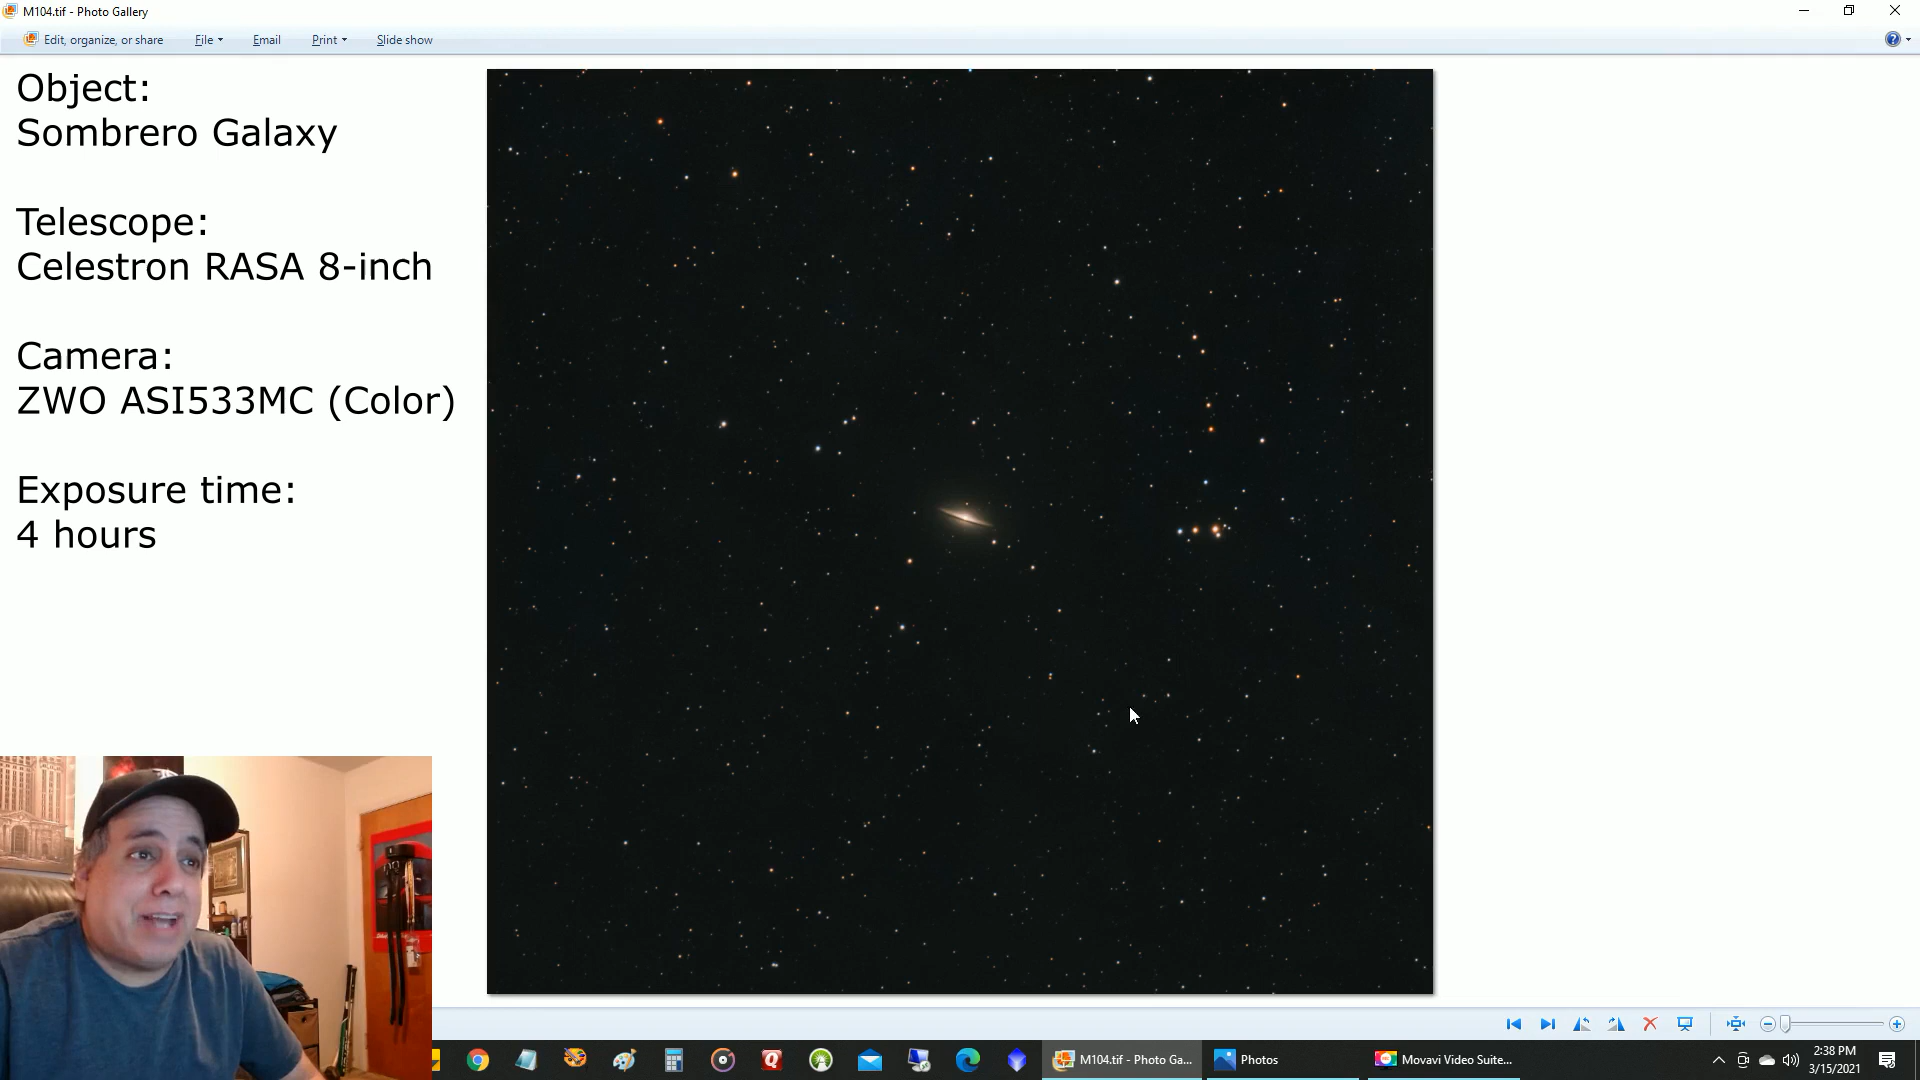 M104.tif - Photo Gallery
Edit, organize, or share File Email Print Slide show
Object:
Sombrero Galaxy
Telescope:
Celestron RASA 8-inch
Camera:
ZWO ASI533MC (Color)
Exposure time:
4 hours
M104.tif - Photo Ga... Photos Movavi Video Suite...
2:38 PM
3/15/2021